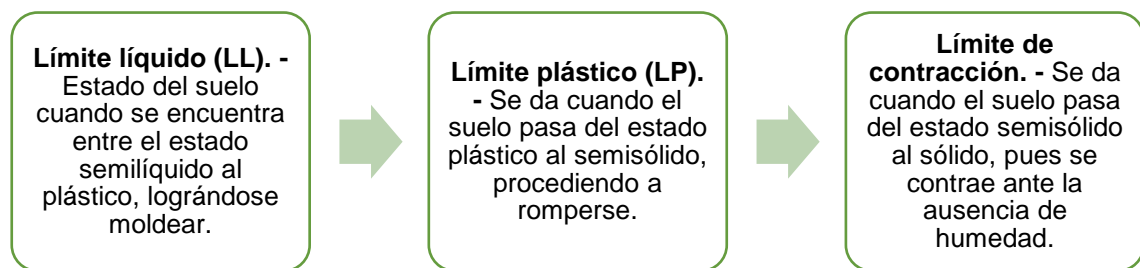 Límite líquido (LL). -
Estado del suelo
cuando se encuentra
entre el estado
semilíquido al
plástico, lográndose
moldear.
Límite plástico (LP).
- Se da cuando el
suelo pasa del estado
plástico al semisólido,
procediendo a
romperse.
Límite de
contracción. - Se da
cuando el suelo pasa
del estado semisólido
al sólido, pues se
contrae ante la
ausencia de
humedad.